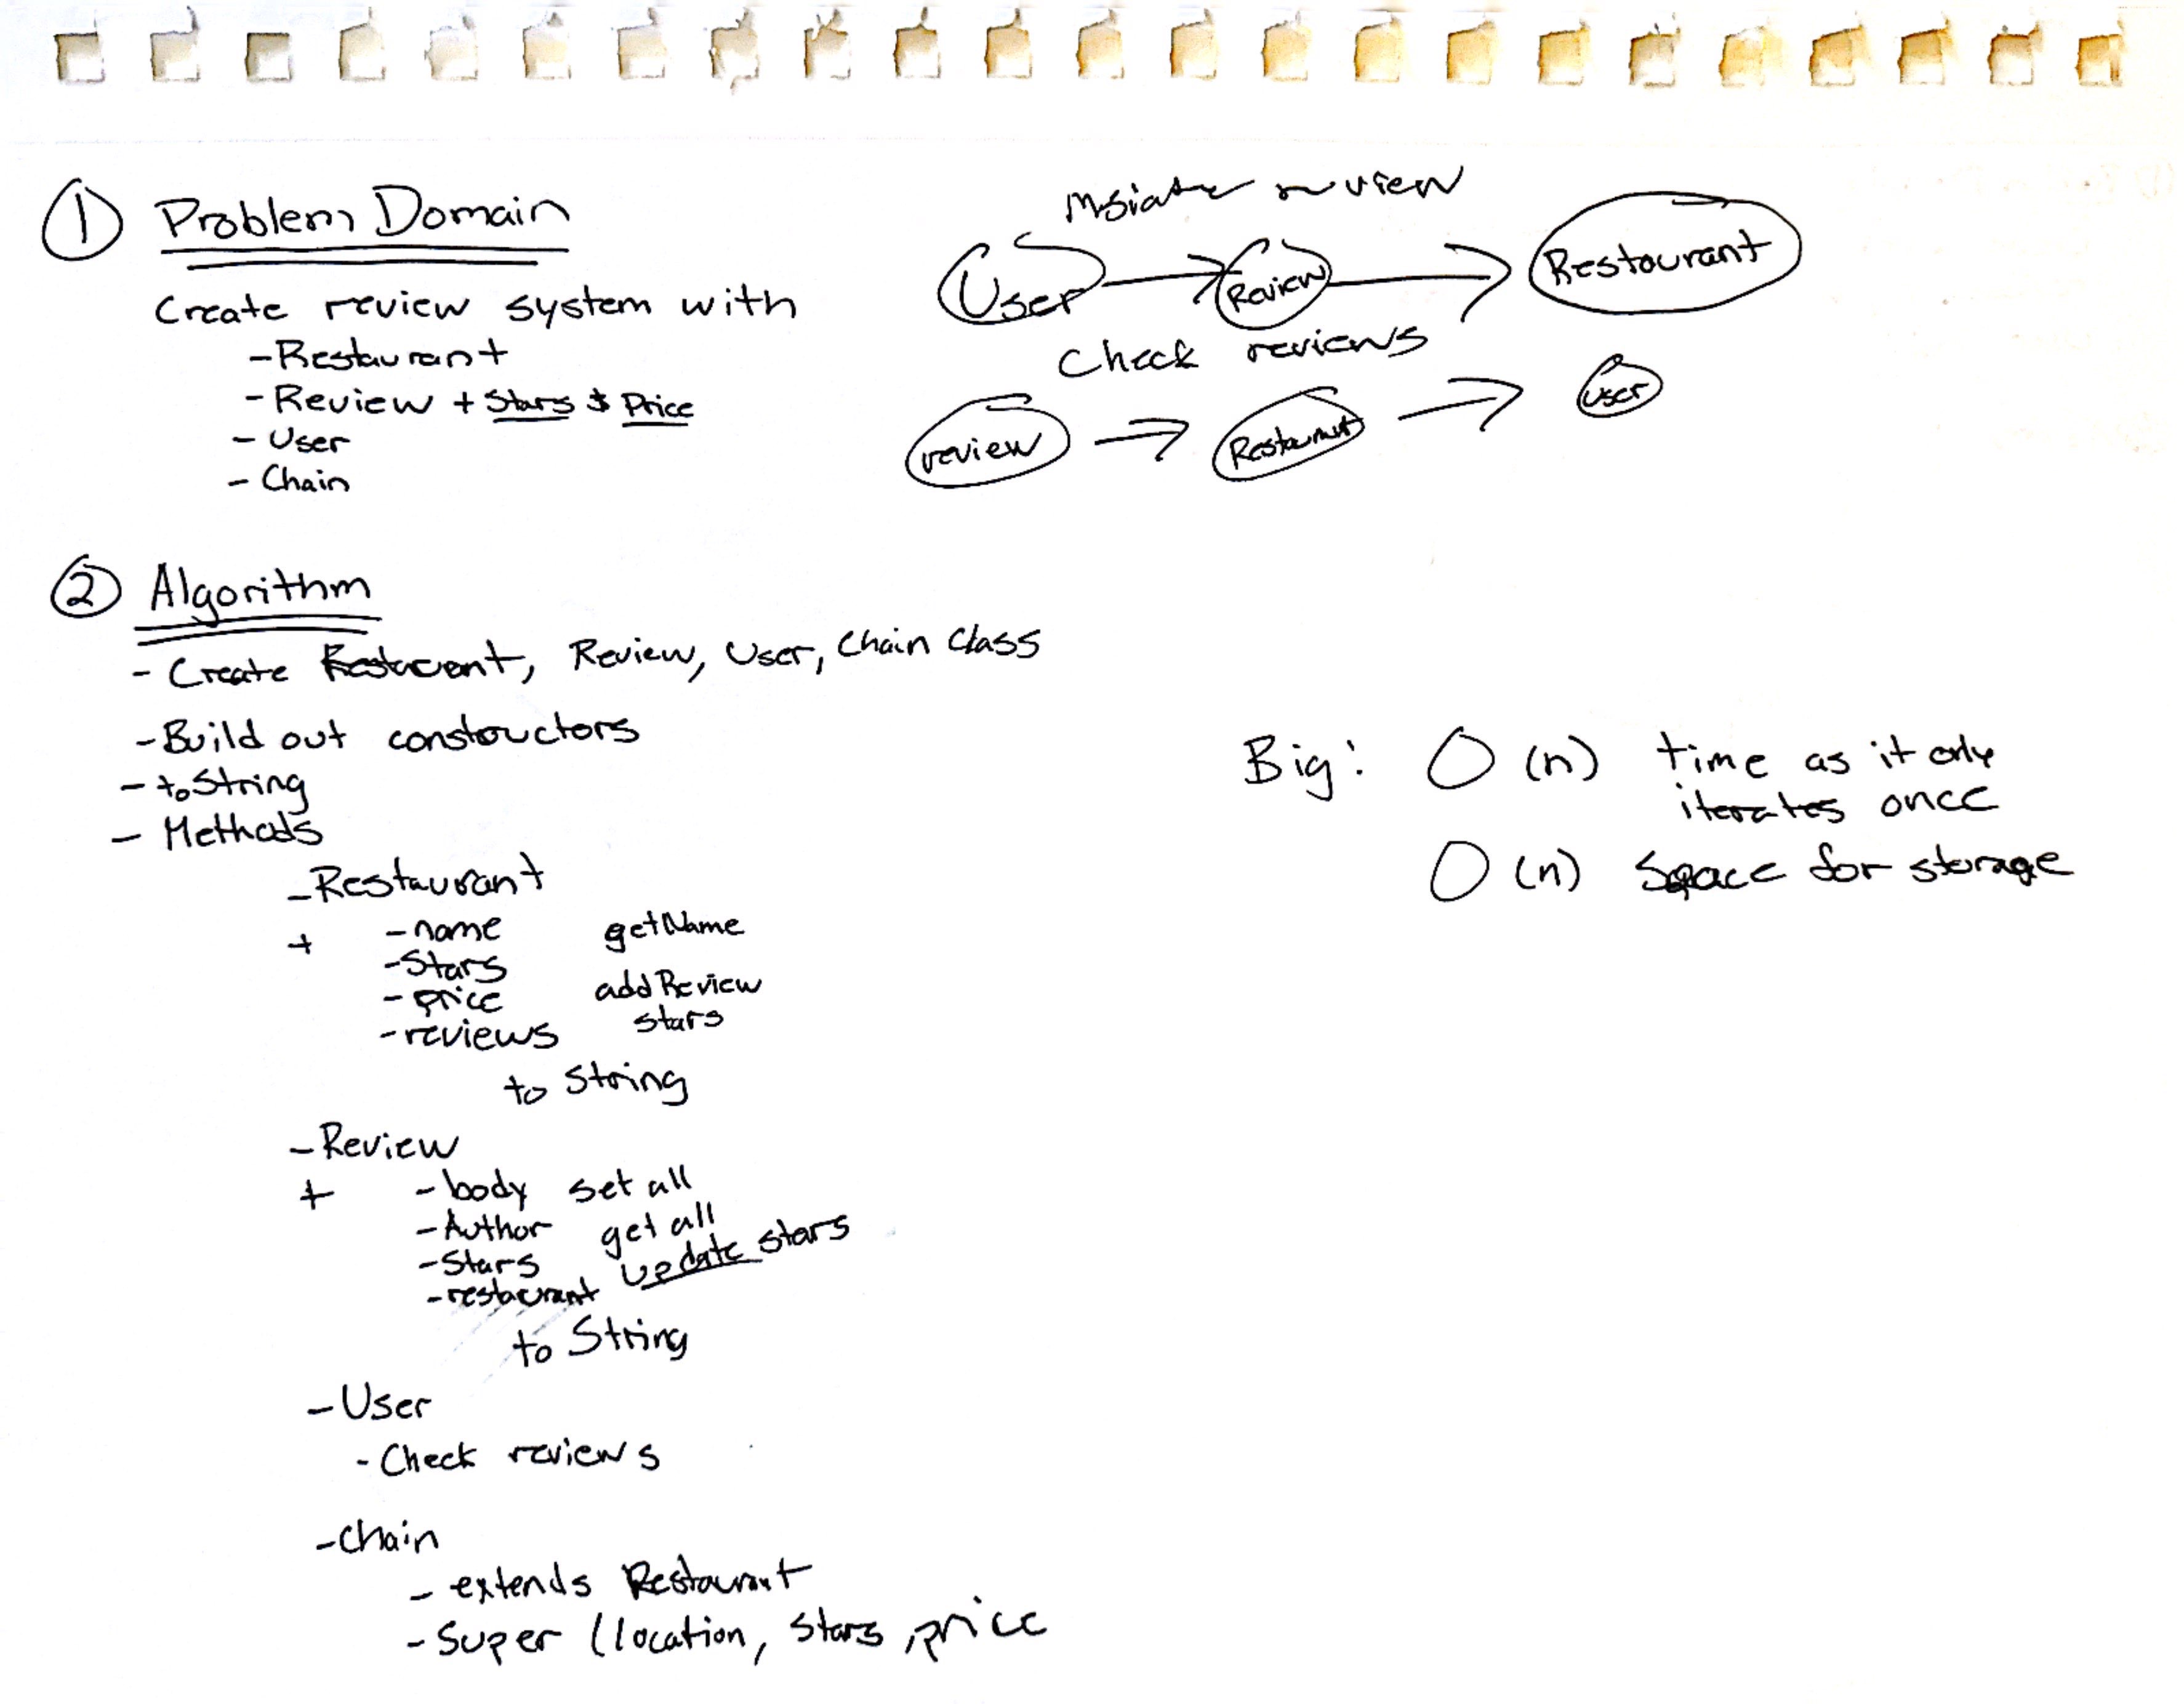 1 Problem Domain
Create review system with
- Restaurant
- Review + Stars & Price
- User
- Chain
review
User Review Restaurant
Check reviews
review Restaurant user
2 Algorithm
- Create Restaurant, Review, User, Chain Class
- Build out constructors
- toString
- Methods
- Restaurant
+ - name getName
- Stars
- price addReview
- reviews stars
to String
- Review
+ - body set all
- Author get all
- Stars update stars
- restaurant
to String
- User
- Check reviews
- Chain
- extends Restaurant
- Super (location, stars, price
Big: O (n) time as it only
iterates once
O (n) Space for storage